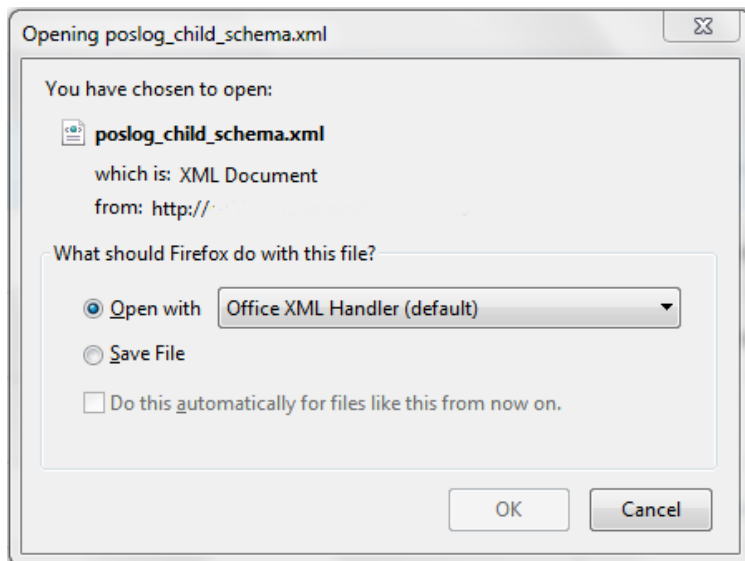 Opening poslog_child_schema.xml
You have chosen to open:
poslog_child_schema.xml
which is: XML Document
from: http://
What should Firefox do with this file?
Open with Office XML Handler (default)
Save File
Do this automatically for files like this from now on.
OK Cancel